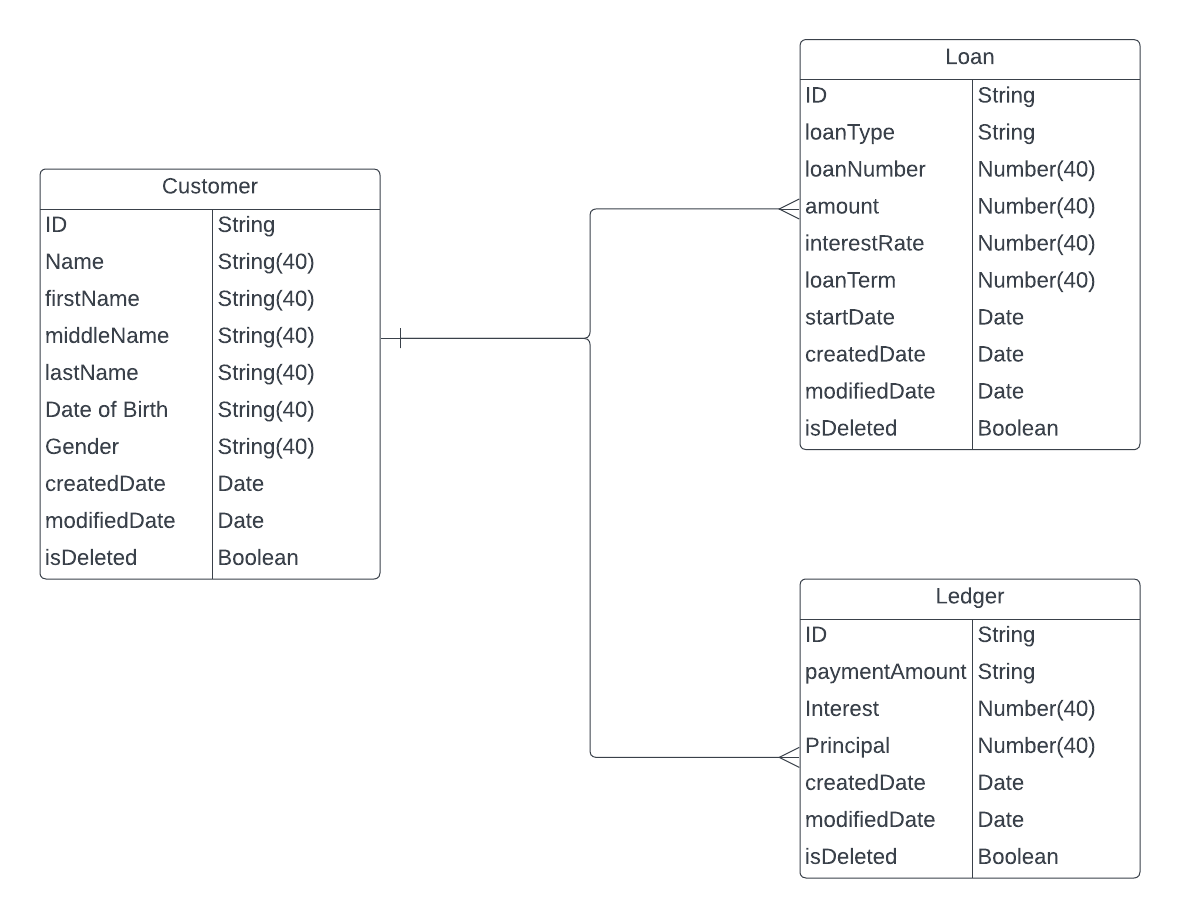 Customer
ID String
Name String(40)
firstName String(40)
middleName String(40)
lastName String(40)
Date of Birth String(40)
Gender String(40)
createdDate Date
modifiedDate Date
isDeleted Boolean
Loan
ID String
loanType String
loanNumber Number(40)
amount Number(40)
interestRate Number(40)
loanTerm Number(40)
startDate Date
createdDate Date
modifiedDate Date
isDeleted Boolean
Ledger
ID String
paymentAmount String
Interest Number(40)
Principal Number(40)
createdDate Date
modifiedDate Date
isDeleted Boolean